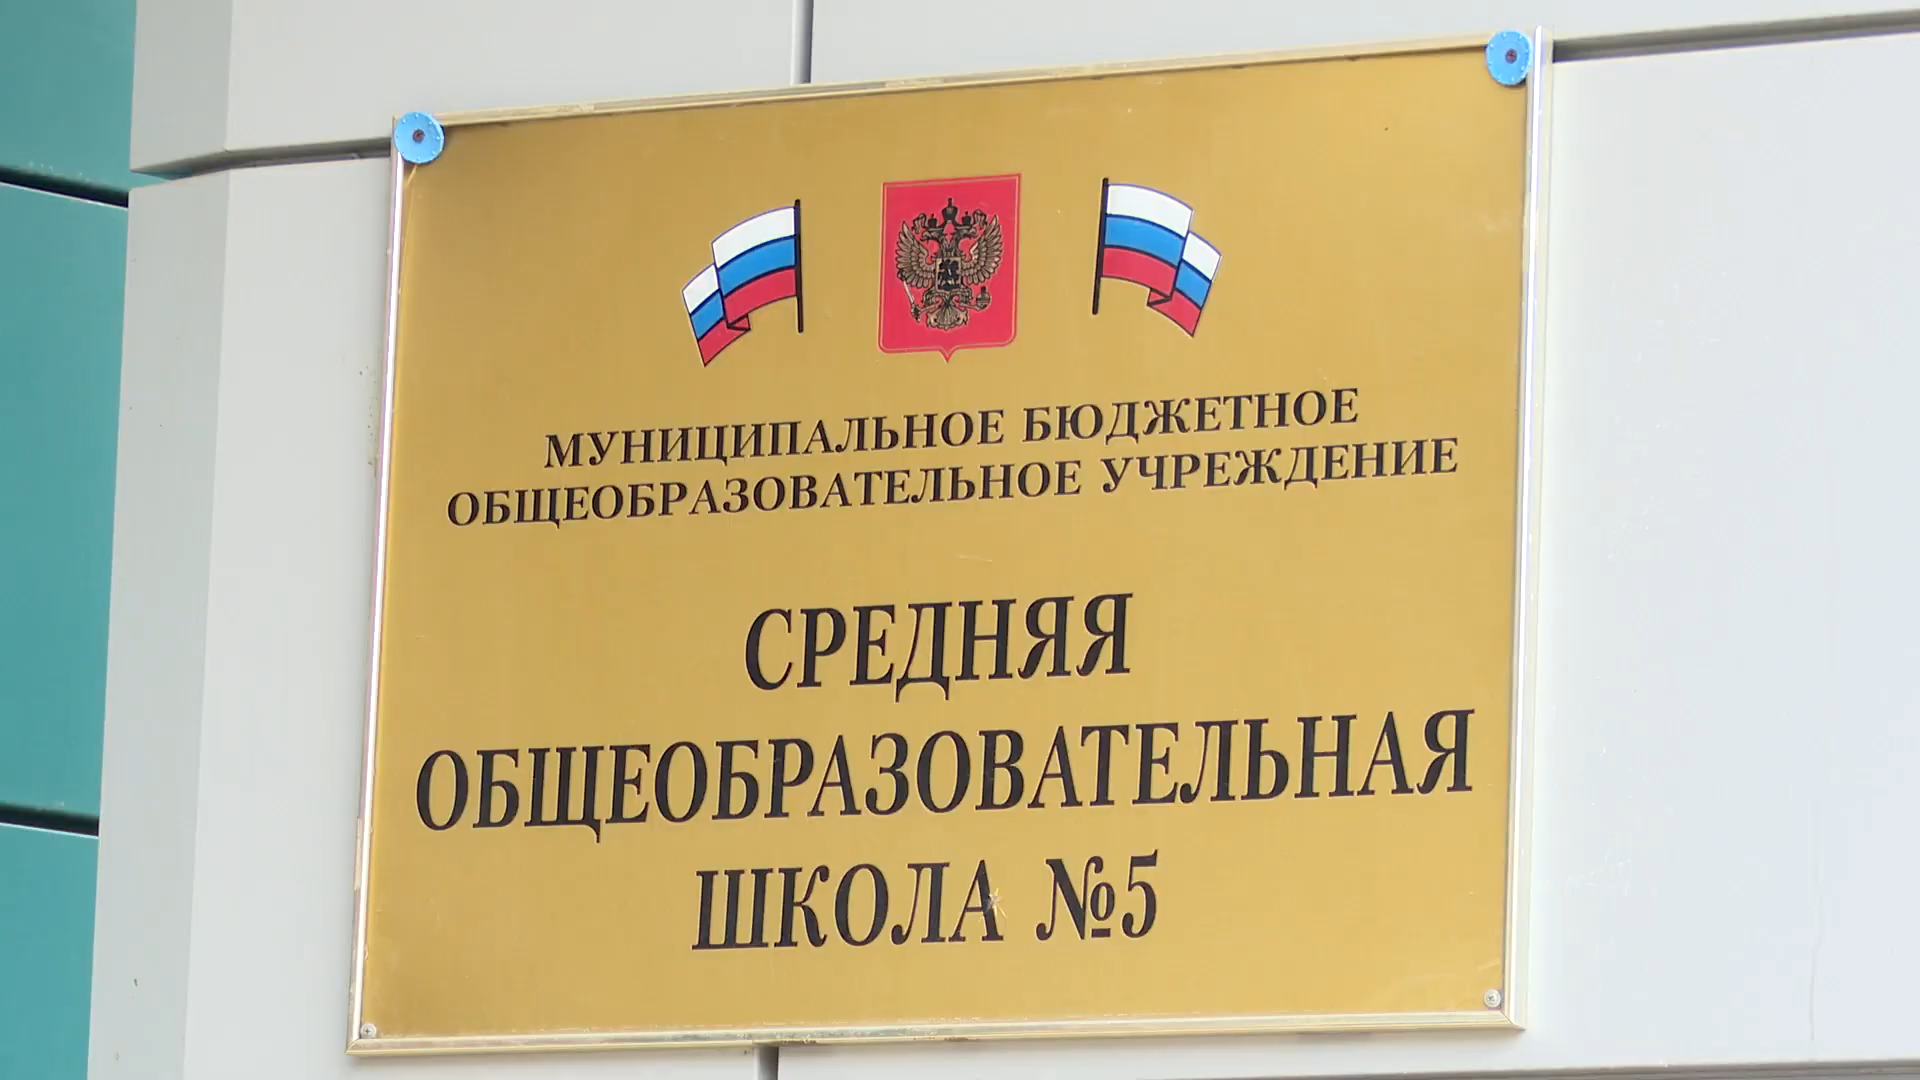 МУНИЦИПАЛЬНОЕ БЮДЖЕТНОЕ
ОБЩЕОБРАЗОВАТЕЛЬНОЕ УЧРЕЖДЕНИЕ
СРЕДНЯЯ
ОБЩЕОБРАЗОВАТЕЛЬНАЯ
ШКОЛА №5